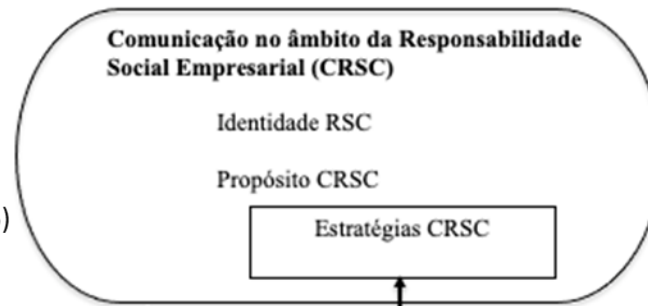 Comunicação no âmbito da Responsabilidade
Social Empresarial (CRSC)
Identidade RSC
Propósito CRSC
)
Estratégias CRSC